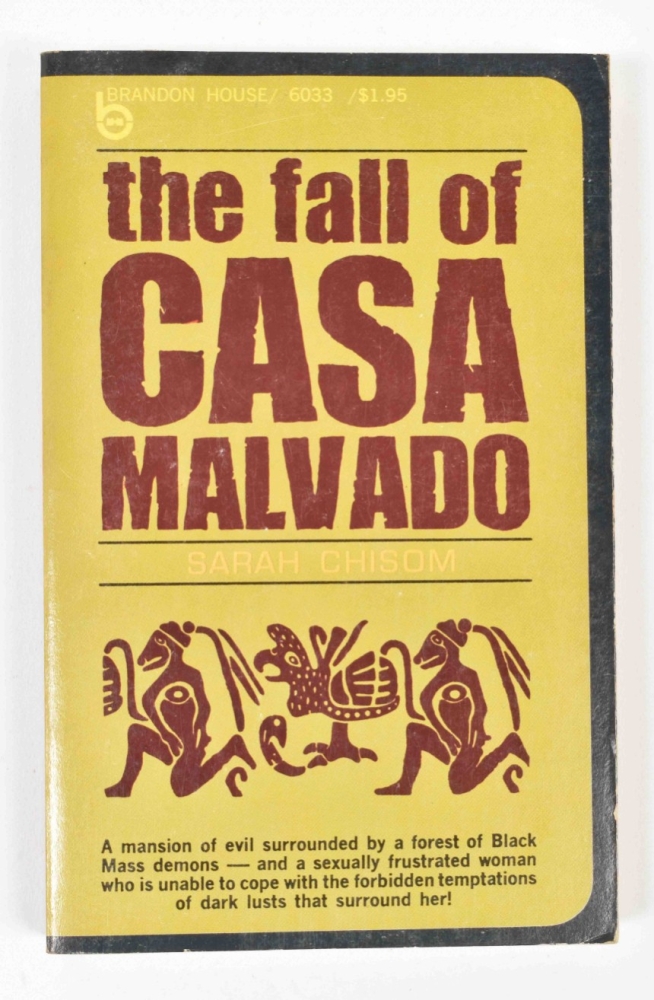 BRANDON HOUSE/ 6033 /$1.95
the fall of
CASA
MALVADO
SARAH CHISOM
A mansion of evil surrounded by a forest of Black
Mass demons — and a sexually frustrated woman
who is unable to cope with the forbidden temptations
of dark lusts that surround her!